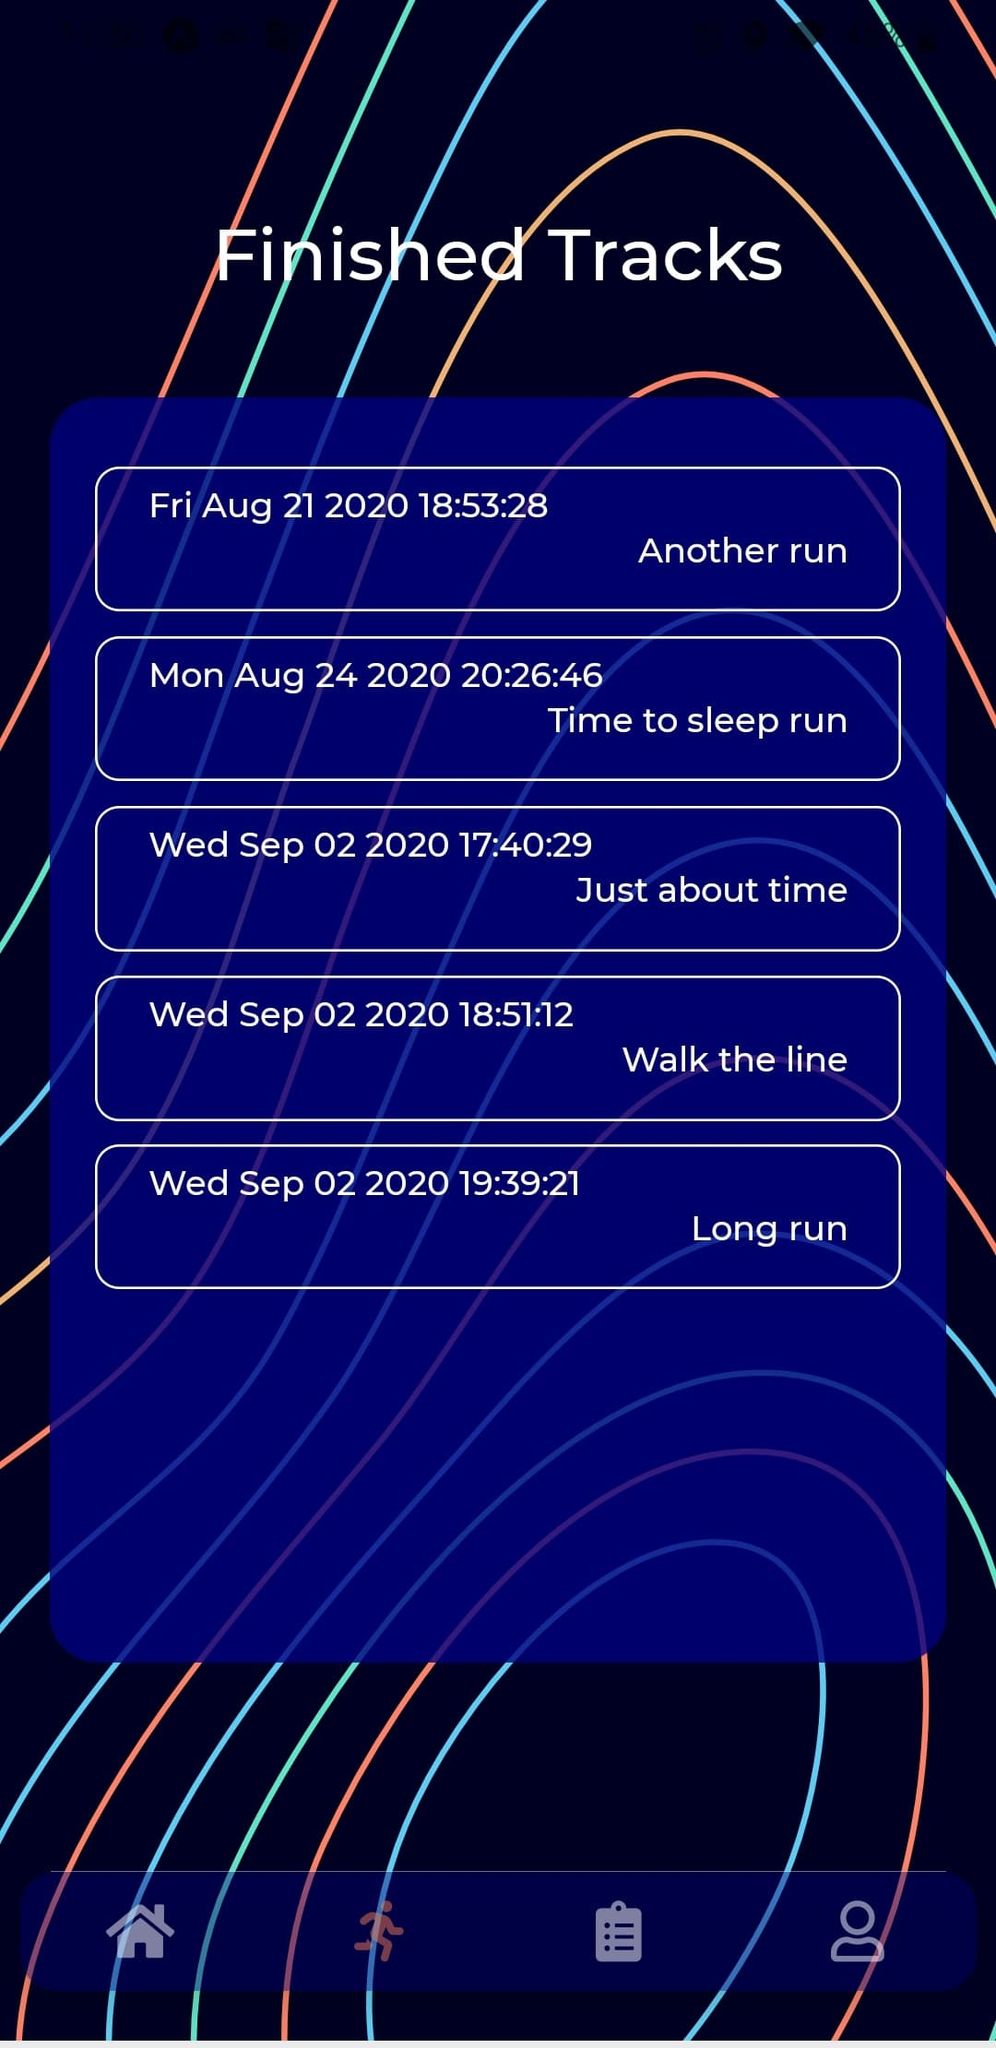 Finished Tracks
Fri Aug 21 2020 18:53:28
Another run
Mon Aug 24 2020 20:26:46
Time to sleep run
Wed Sep 02 2020 17:40:29
Just about time
Wed Sep 02 2020 18:51:12
Walk the line
Wed Sep 02 2020 19:39:21
Long run